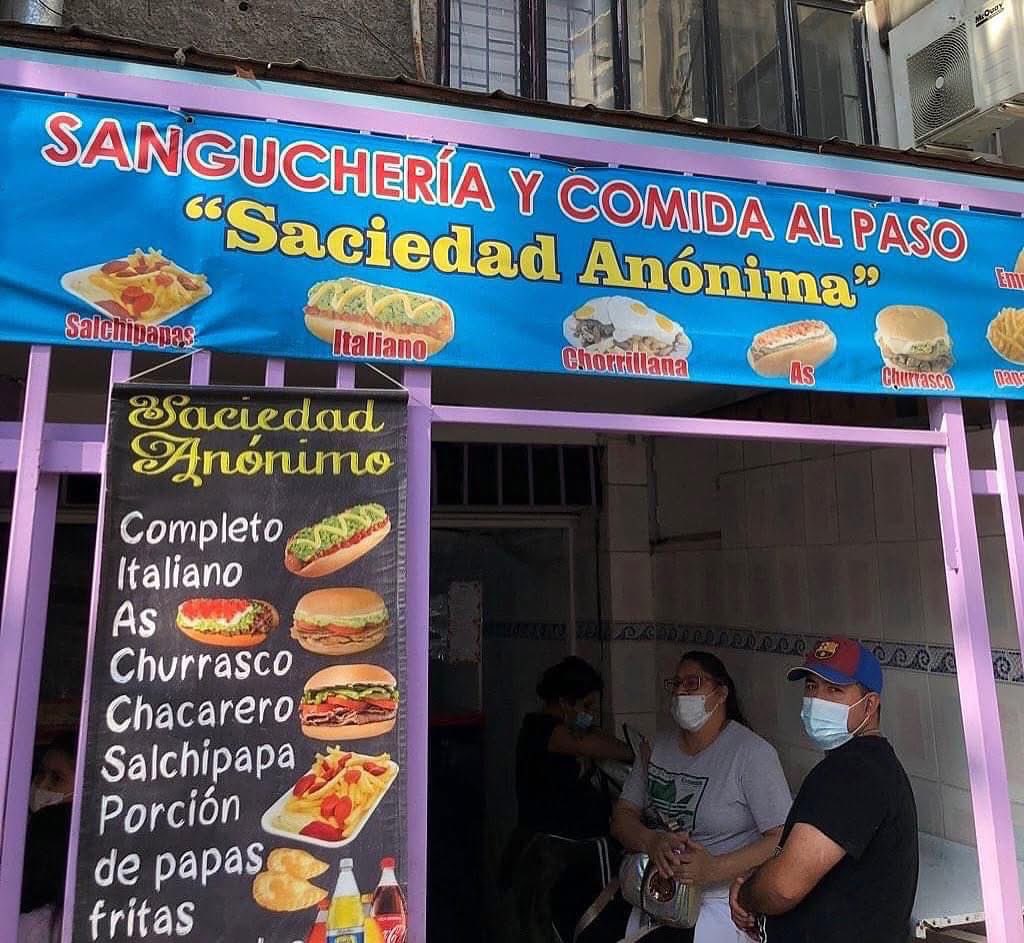 McQuay
SANGUCHERÍA Y COMIDA AL PASO
“Saciedad Anónima”
Salchipapas
Italiano
Chorrillana
As
Churrasco
Saciedad
Anónimo
Completo
Italiano
As
Churrasco
Chacarero
Salchipapa
Porción
de papas
fritas